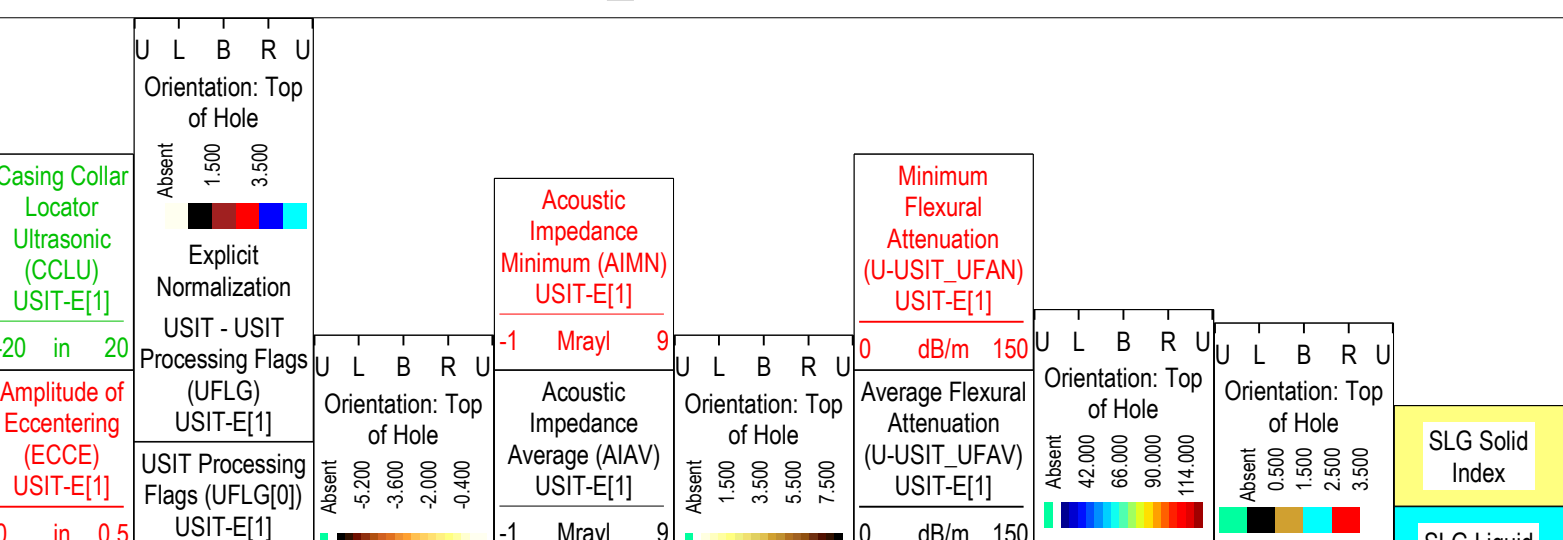 Casing Collar
Locator
Ultrasonic
(CCLU)
USIT-E[1]
-20 in 20
Amplitude of
Eccentering
(ECCE)
USIT-E[1]
0 in 0.5
U L B R U
Orientation: Top
of Hole
Absent 1.500 3.500
Explicit
Normalization
USIT - USIT
Processing Flags
(UFLG)
USIT-E[1]
USIT Processing
Flags (UFLG[0])
USIT-E[1]
U L B R U
Orientation: Top
of Hole
Absent -5.200 -3.600 -2.000 -0.400
Acoustic
Impedance
Minimum (AIMN)
USIT-E[1]
-1 Mrayl 9
Acoustic
Impedance
Average (AIAV)
USIT-E[1]
-1 Mrayl 9
U L B R U
Orientation: Top
of Hole
Absent 1.500 3.500 5.500 7.500
Minimum
Flexural
Attenuation
(U-USIT_UFAN)
USIT-E[1]
0 dB/m 150
Average Flexural
Attenuation
(U-USIT_UFAV)
USIT-E[1]
0 dB/m 150
U L B R U
Orientation: Top
of Hole
Absent 42.000 66.000 90.000 114.000
U L B R U
Orientation: Top
of Hole
Absent 0.500 1.500 2.500 3.500
SLG Solid
Index
SLG Liquid